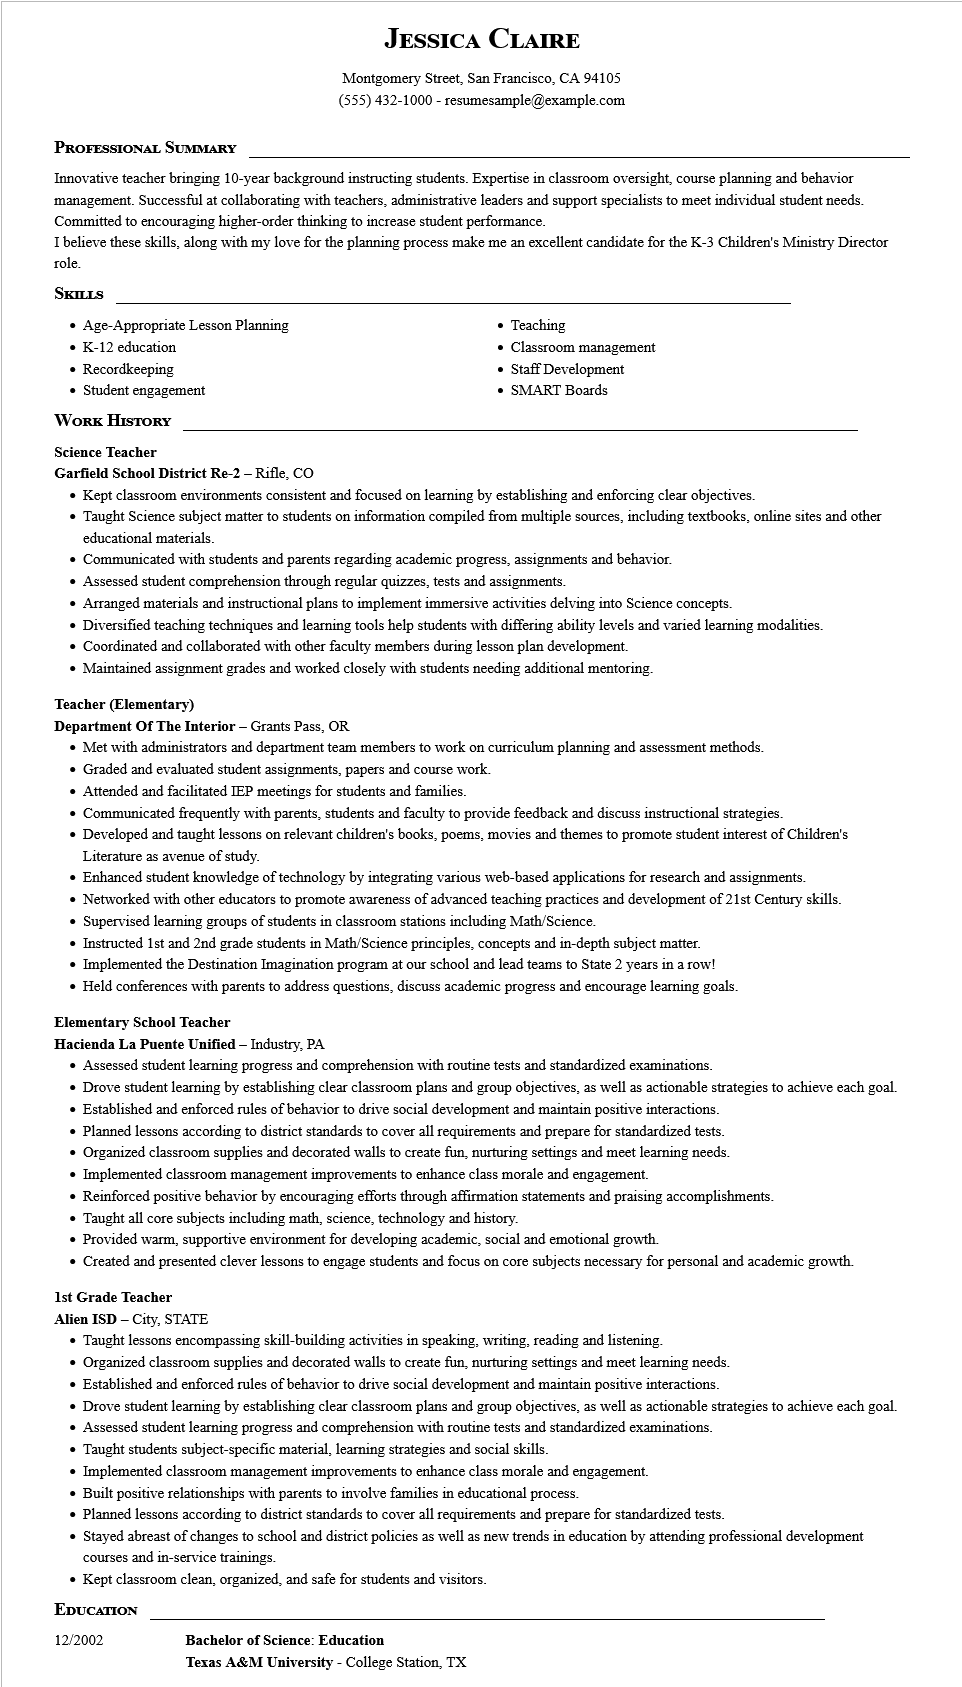 Jessica Claire
Montgomery Street, San Francisco, CA 94105
(555) 432-1000 - resumesample@example.com
Professional Summary
Innovative teacher bringing 10-year background instructing students. Expertise in classroom oversight, course planning and behavior
management. Successful at collaborating with teachers, administrative leaders and support specialists to meet individual student needs.
Committed to encouraging higher-order thinking to increase student performance.
I believe these skills, along with my love for the planning process make me an excellent candidate for the K-3 Children's Ministry Director
role.
Skills
• Age-Appropriate Lesson Planning
• K-12 education
• Recordkeeping
• Student engagement
• Teaching
• Classroom management
• Staff Development
• SMART Boards
Work History
Science Teacher
Garfield School District Re-2 – Rifle, CO
• Kept classroom environments consistent and focused on learning by establishing and enforcing clear objectives.
• Taught Science subject matter to students on information compiled from multiple sources, including textbooks, online sites and other
educational materials.
• Communicated with students and parents regarding academic progress, assignments and behavior.
• Assessed student comprehension through regular quizzes, tests and assignments.
• Arranged materials and instructional plans to implement immersive activities delving into Science concepts.
• Diversified teaching techniques and learning tools help students with differing ability levels and varied learning modalities.
• Coordinated and collaborated with other faculty members during lesson plan development.
• Maintained assignment grades and worked closely with students needing additional mentoring.
Teacher (Elementary)
Department Of The Interior – Grants Pass, OR
• Met with administrators and department team members to work on curriculum planning and assessment methods.
• Graded and evaluated student assignments, papers and course work.
• Attended and facilitated IEP meetings for students and families.
• Communicated frequently with parents, students and faculty to provide feedback and discuss instructional strategies.
• Developed and taught lessons on relevant children's books, poems, movies and themes to promote student interest of Children's
Literature as avenue of study.
• Enhanced student knowledge of technology by integrating various web-based applications for research and assignments.
• Networked with other educators to promote awareness of advanced teaching practices and development of 21st Century skills.
• Supervised learning groups of students in classroom stations including Math/Science.
• Instructed 1st and 2nd grade students in Math/Science principles, concepts and in-depth subject matter.
• Implemented the Destination Imagination program at our school and lead teams to State 2 years in a row!
• Held conferences with parents to address questions, discuss academic progress and encourage learning goals.
Elementary School Teacher
Hacienda La Puente Unified – Industry, PA
• Assessed student learning progress and comprehension with routine tests and standardized examinations.
• Drove student learning by establishing clear classroom plans and group objectives, as well as actionable strategies to achieve each goal.
• Established and enforced rules of behavior to drive social development and maintain positive interactions.
• Planned lessons according to district standards to cover all requirements and prepare for standardized tests.
• Organized classroom supplies and decorated walls to create fun, nurturing settings and meet learning needs.
• Implemented classroom management improvements to enhance class morale and engagement.
• Reinforced positive behavior by encouraging efforts through affirmation statements and praising accomplishments.
• Taught all core subjects including math, science, technology and history.
• Provided warm, supportive environment for developing academic, social and emotional growth.
• Created and presented clever lessons to engage students and focus on core subjects necessary for personal and academic growth.
1st Grade Teacher
Alien ISD – City, STATE
• Taught lessons encompassing skill-building activities in speaking, writing, reading and listening.
• Organized classroom supplies and decorated walls to create fun, nurturing settings and meet learning needs.
• Established and enforced rules of behavior to drive social development and maintain positive interactions.
• Drove student learning by establishing clear classroom plans and group objectives, as well as actionable strategies to achieve each goal.
• Assessed student learning progress and comprehension with routine tests and standardized examinations.
• Taught students subject-specific material, learning strategies and social skills.
• Implemented classroom management improvements to enhance class morale and engagement.
• Built positive relationships with parents to involve families in educational process.
• Planned lessons according to district standards to cover all requirements and prepare for standardized tests.
• Stayed abreast of changes to school and district policies as well as new trends in education by attending professional development
courses and in-service trainings.
• Kept classroom clean, organized, and safe for students and visitors.
Education
12/2002 Bachelor of Science: Education
Texas A&M University - College Station, TX